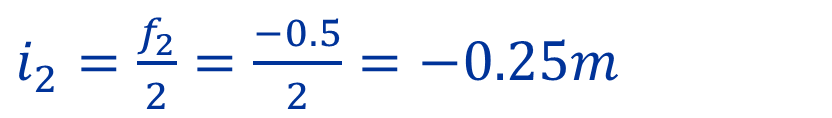 i₂ = f₂/2 = −0.5/2 = −0.25m